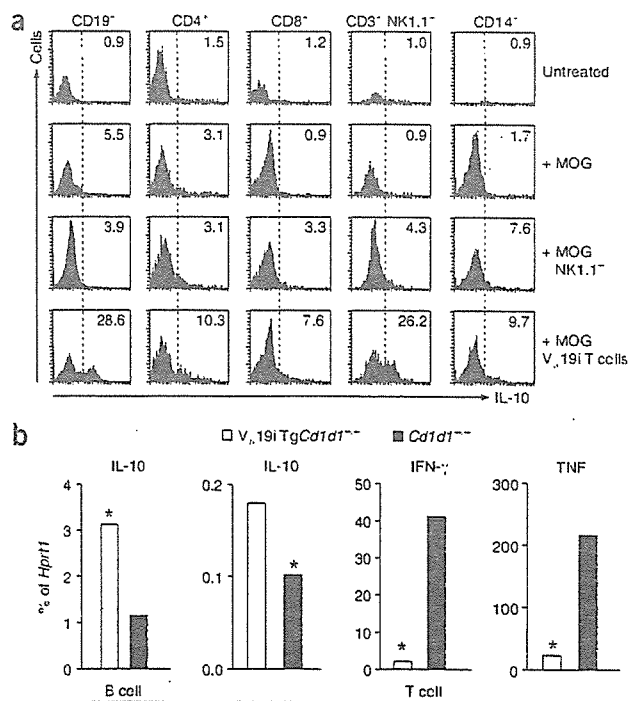 a
Cells
CD19⁻ CD4⁺ CD8⁻ CD3⁻ NK1.1⁻ CD14⁻
0.9 1.5 1.2 1.0 0.9 Untreated
5.5 3.1 0.9 0.9 1.7 + MOG
3.9 3.1 3.3 4.3 7.6 + MOG
NK1.1⁻
28.6 10.3 7.6 26.2 9.7 + MOG
19i T cells
IL-10
b
19i TgCd1d1⁻⁻ Cd1d1⁻⁻
IL-10 IL-10 IFN-γ TNF
% of Hprt1
4 0.2 50 300
3 40
200
2 0.1 30
20
1 100
10
0 0.0 0 0
* * * *
B cell T cell